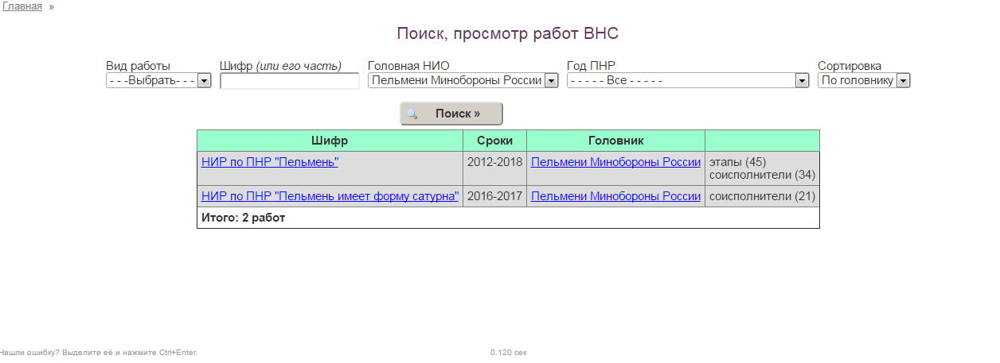 Главная »
Поиск, просмотр работ ВНС
Вид работы Шифр (или его часть) Головная НИО Год ПНР Сортировка
- - -Выбрать- - - Пельмени Минобороны России - - - - - Все - - - - - По головнику
Поиск »
Шифр Сроки Головник
НИР по ПНР "Пельмень" 2012-2018 Пельмени Минобороны России этапы (45)
соисполнители (34)
НИР по ПНР "Пельмень имеет форму сатурна" 2016-2017 Пельмени Минобороны России соисполнители (21)
Итого: 2 работ
Нашли ошибку? Выделите её и нажмите Ctrl+Enter. 0.120 сек